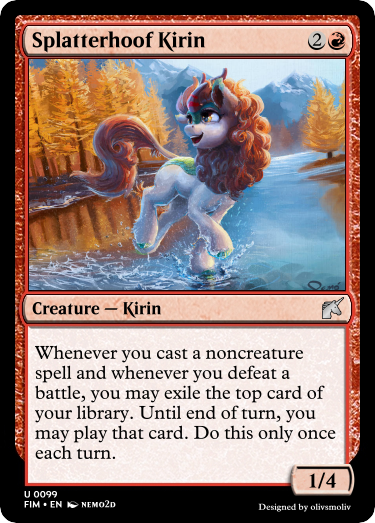 Splatterhoof Kirin 2
Creature — Kirin
Whenever you cast a noncreature
spell and whenever you defeat a
battle, you may exile the top card of
your library. Until end of turn, you
may play that card. Do this only once
each turn.
1/4
U 0099
FIM • EN NEMO2D
Designed by olivsmoliv